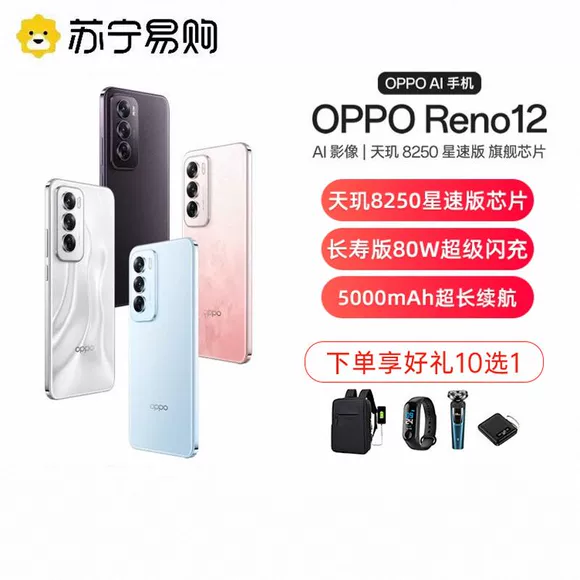 苏宁易购
OPPO AI 手机
OPPO Reno12
AI 影像 | 天玑 8250 星速版 旗舰芯片
天玑8250星速版芯片
长寿版80W超级闪充
5000mAh超长续航
下单享好礼10选1
oppo
oppo